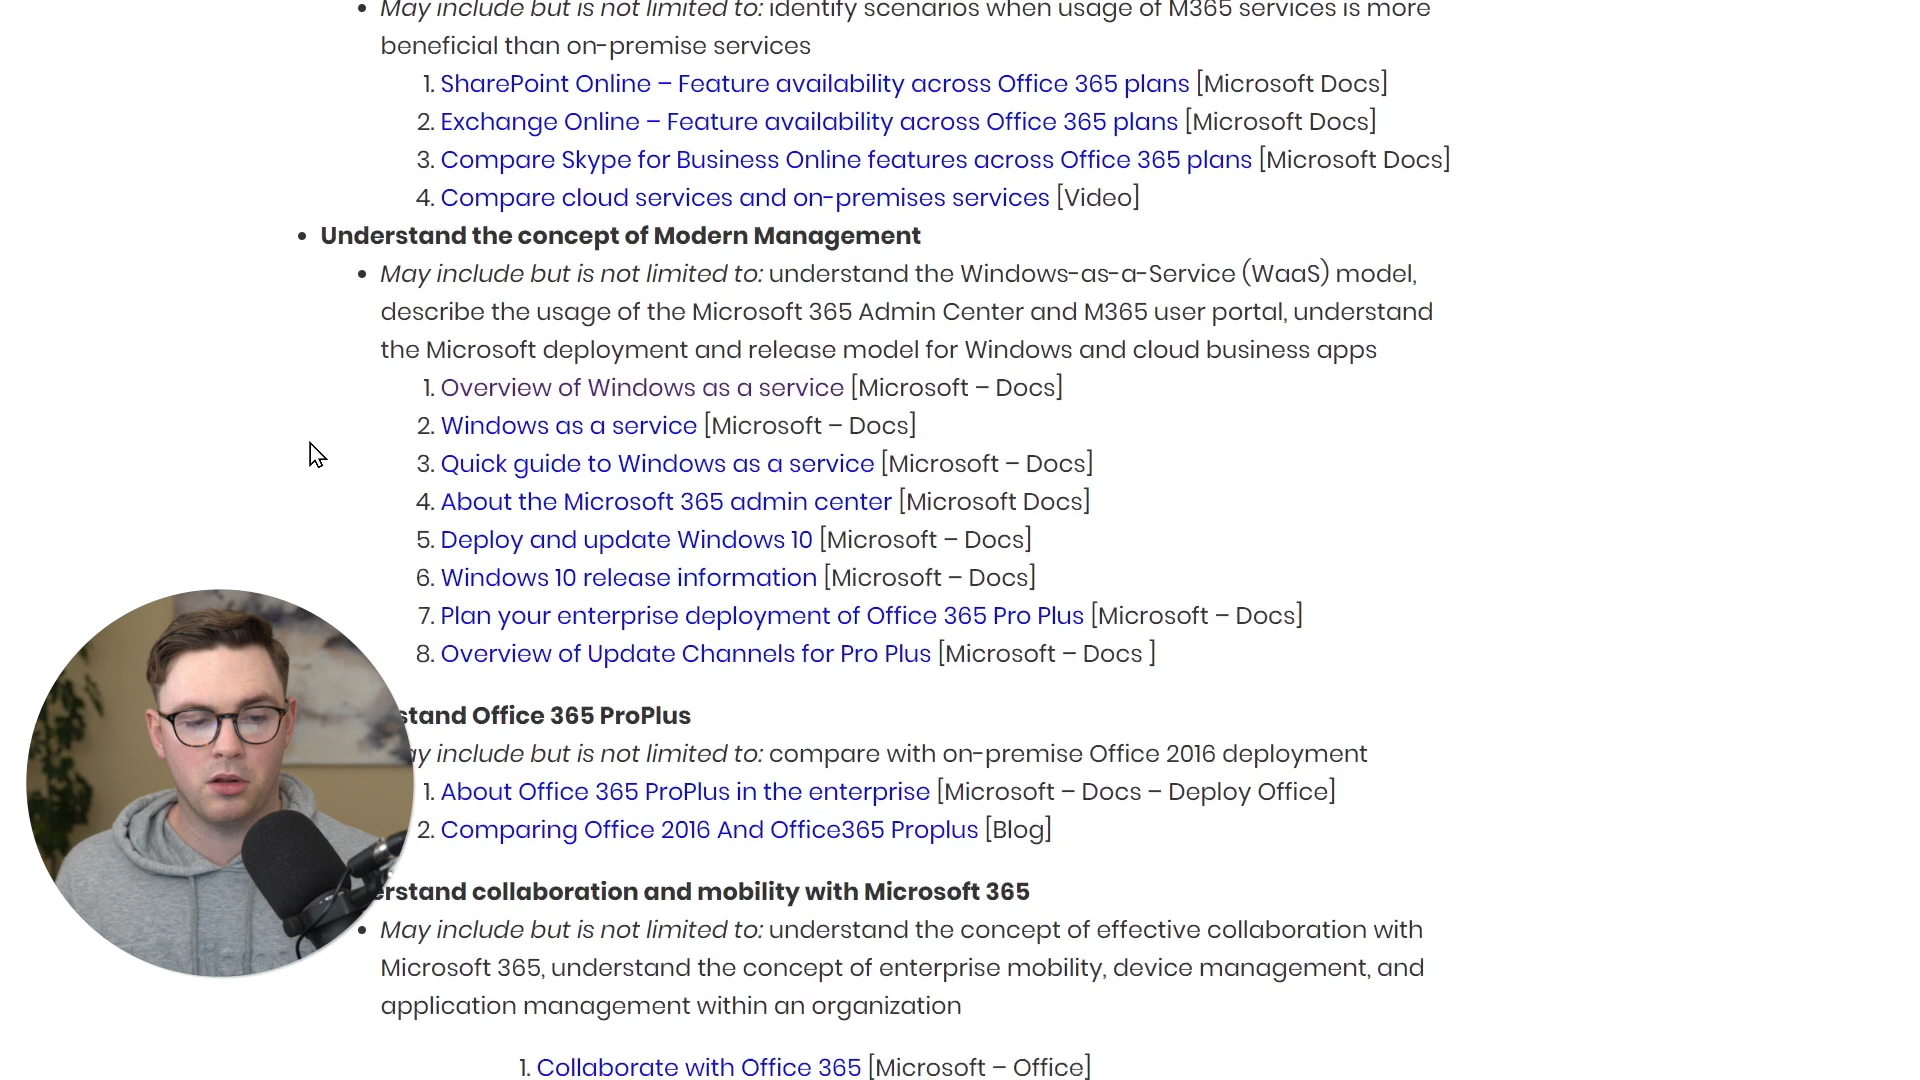 May include but is not limited to: identify scenarios when usage of M365 services is more
beneficial than on-premise services
1. SharePoint Online – Feature availability across Office 365 plans [Microsoft Docs]
2. Exchange Online – Feature availability across Office 365 plans [Microsoft Docs]
3. Compare Skype for Business Online features across Office 365 plans [Microsoft Docs]
4. Compare cloud services and on-premises services [Video]
Understand the concept of Modern Management
May include but is not limited to: understand the Windows-as-a-Service (WaaS) model,
describe the usage of the Microsoft 365 Admin Center and M365 user portal, understand
the Microsoft deployment and release model for Windows and cloud business apps
1. Overview of Windows as a service [Microsoft – Docs]
2. Windows as a service [Microsoft – Docs]
3. Quick guide to Windows as a service [Microsoft – Docs]
4. About the Microsoft 365 admin center [Microsoft Docs]
5. Deploy and update Windows 10 [Microsoft – Docs]
6. Windows 10 release information [Microsoft – Docs]
7. Plan your enterprise deployment of Office 365 Pro Plus [Microsoft – Docs]
8. Overview of Update Channels for Pro Plus [Microsoft – Docs ]
stand Office 365 ProPlus
ay include but is not limited to: compare with on-premise Office 2016 deployment
1. About Office 365 ProPlus in the enterprise [Microsoft – Docs – Deploy Office]
2. Comparing Office 2016 And Office365 Proplus [Blog]
erstand collaboration and mobility with Microsoft 365
May include but is not limited to: understand the concept of effective collaboration with
Microsoft 365, understand the concept of enterprise mobility, device management, and
application management within an organization
1. Collaborate with Office 365 [Microsoft – Office]